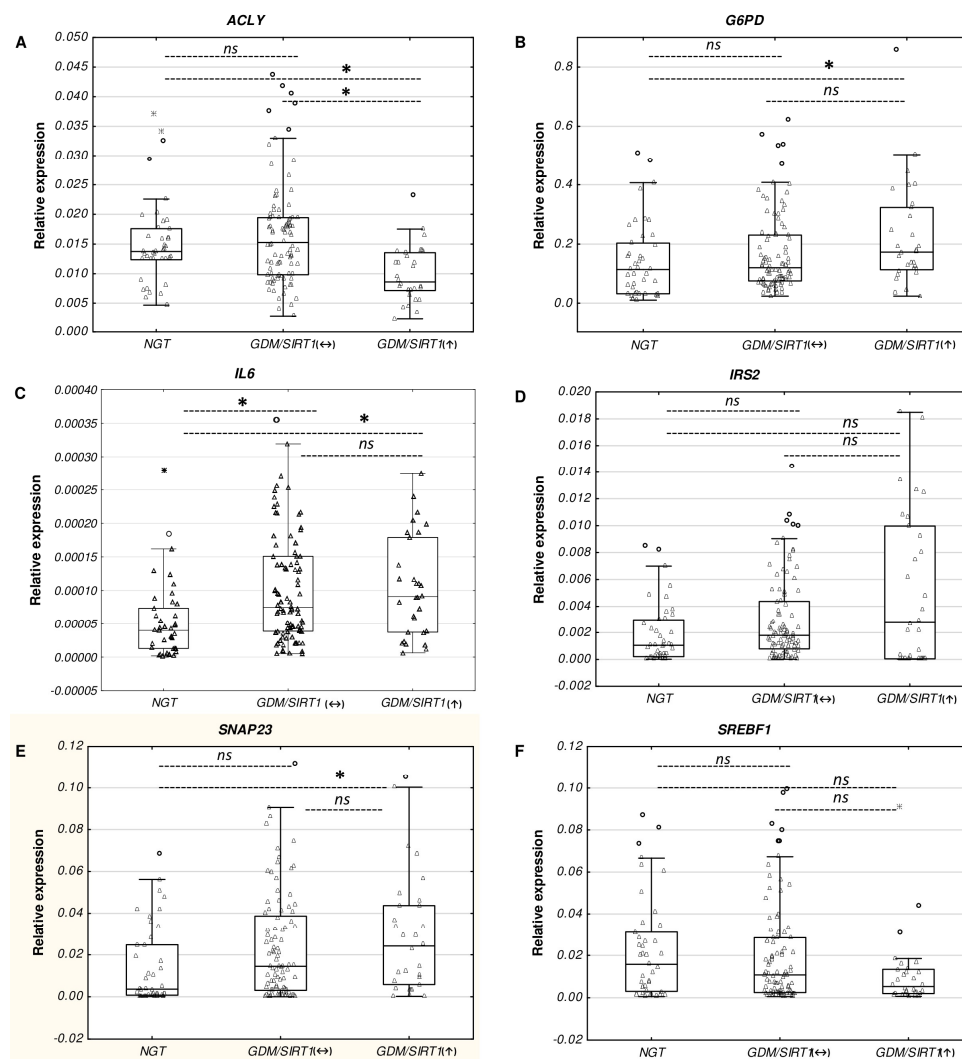 ACLY
A
0.050
0.045
0.040
0.035
0.030
0.025
0.020
0.015
0.010
0.005
0.000
Relative expression
ns
*
*
NGT
GDM/SIRT1(↔)
GDM/SIRT1(↑)
G6PD
B
0.8
0.6
0.4
0.2
0.0
Relative expression
ns
*
ns
NGT
GDM/SIRT1(↔)
GDM/SIRT1(↑)
IL6
C
0.00040
0.00035
0.00030
0.00025
0.00020
0.00015
0.00010
0.00005
0.00000
-0.00005
Relative expression
*
*
ns
NGT
GDM/SIRT1 (↔)
GDM/SIRT1 (↑)
IRS2
D
0.020
0.018
0.016
0.014
0.012
0.010
0.008
0.006
0.004
0.002
0.000
-0.002
Relative expression
ns
ns
ns
NGT
GDM/SIRT1(↔)
GDM/SIRT1(↑)
SNAP23
E
0.12
0.10
0.08
0.06
0.04
0.02
0.00
-0.02
Relative expression
ns
*
ns
NGT
GDM/SIRT1(↔)
GDM/SIRT1(↑)
SREBF1
F
0.12
0.10
0.08
0.06
0.04
0.02
0.00
-0.02
Relative expression
ns
ns
ns
NGT
GDM/SIRT1(↔)
GDM/SIRT1(↑)